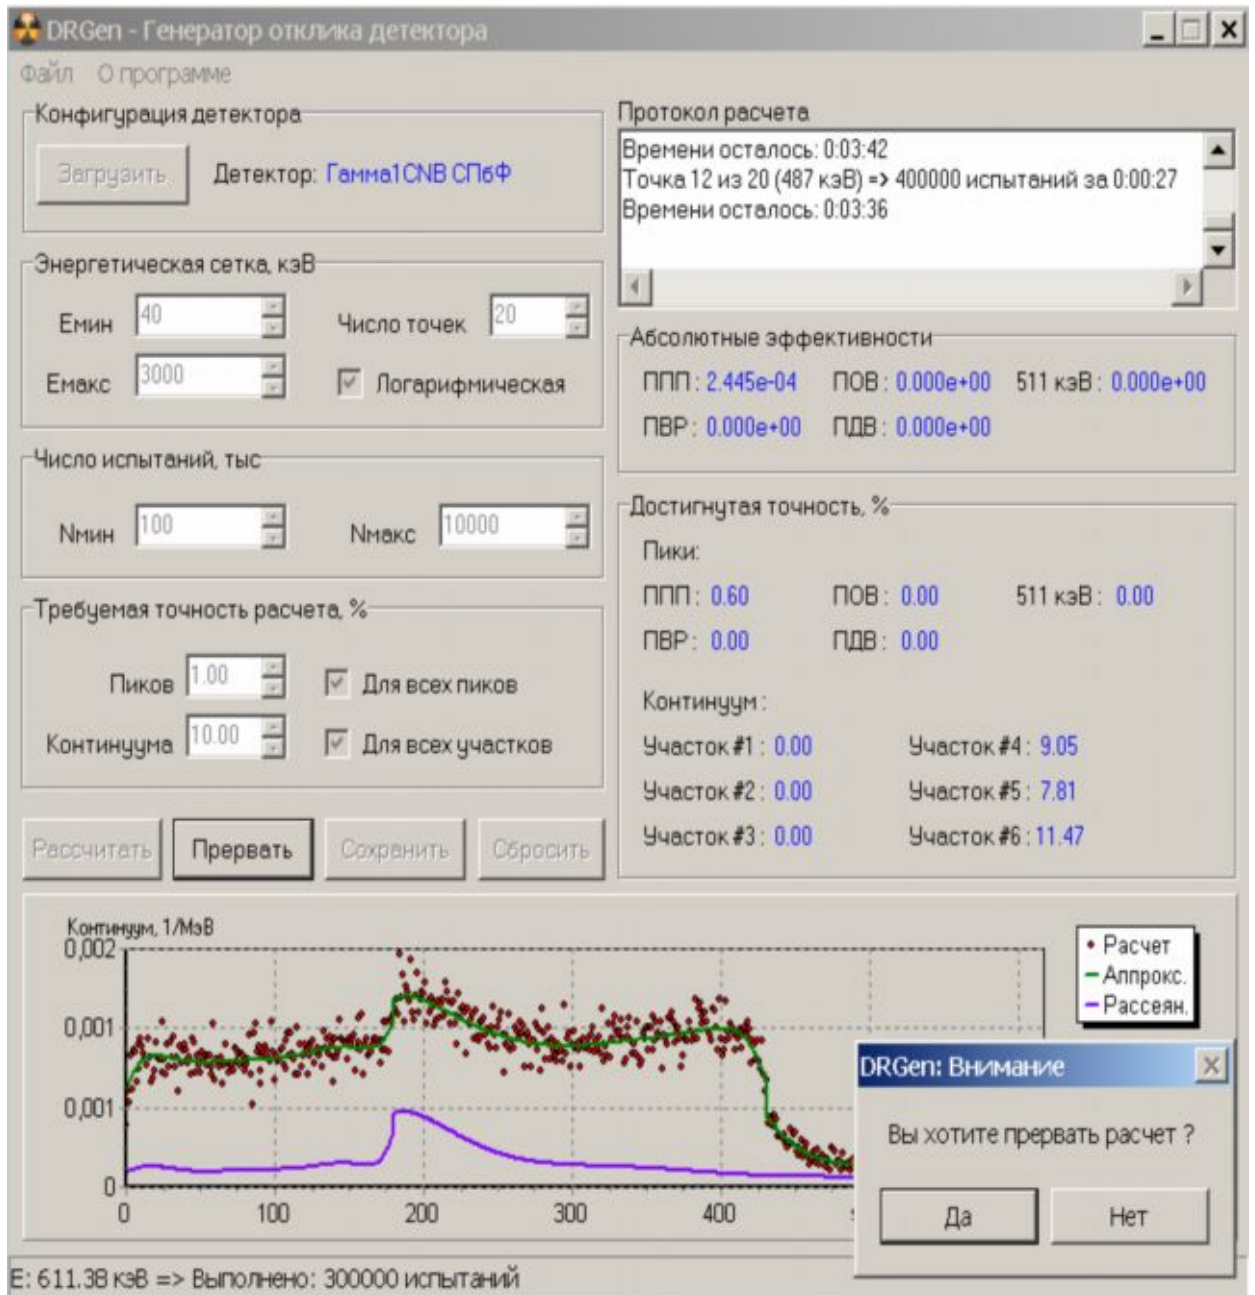 DRGen - Генератор отклика детектора
Файл О программе
Конфигурация детектора
Загрузить Детектор: Гамма1CNB СПбФ
Энергетическая сетка, кэВ
Емин 40 Число точек 20
Емакс 3000 Логарифмическая
Число испытаний, тыс
Nмин 100 Nмакс 10000
Требуемая точность расчета, %
Пиков 1.00 Для всех пиков
Континуума 10.00 Для всех участков
Рассчитать Прервать Сохранить Сбросить
Протокол расчета
Времени осталось: 0:03:42
Точка 12 из 20 (487 кэВ) => 400000 испытаний за 0:00:27
Времени осталось: 0:03:36
Абсолютные эффективности
ППП : 2.445e-04 ПОВ : 0.000e+00 511 кэВ : 0.000e+00
ПВР : 0.000e+00 ПДВ : 0.000e+00
Достигнутая точность, %
Пики:
ППП : 0.60 ПОВ : 0.00 511 кэВ : 0.00
ПВР : 0.00 ПДВ : 0.00
Континуум :
Участок #1 : 0.00 Участок #4 : 9.05
Участок #2 : 0.00 Участок #5 : 7.81
Участок #3 : 0.00 Участок #6 : 11.47
Континуум, 1/МэВ
0,002
0,001
0,001
0
0 100 200 300 400
Расчет
Аппрокс.
Рассеян.
DRGen: Внимание
Вы хотите прервать расчет ?
Да Нет
E: 611.38 кэВ => Выполнено: 300000 испытаний